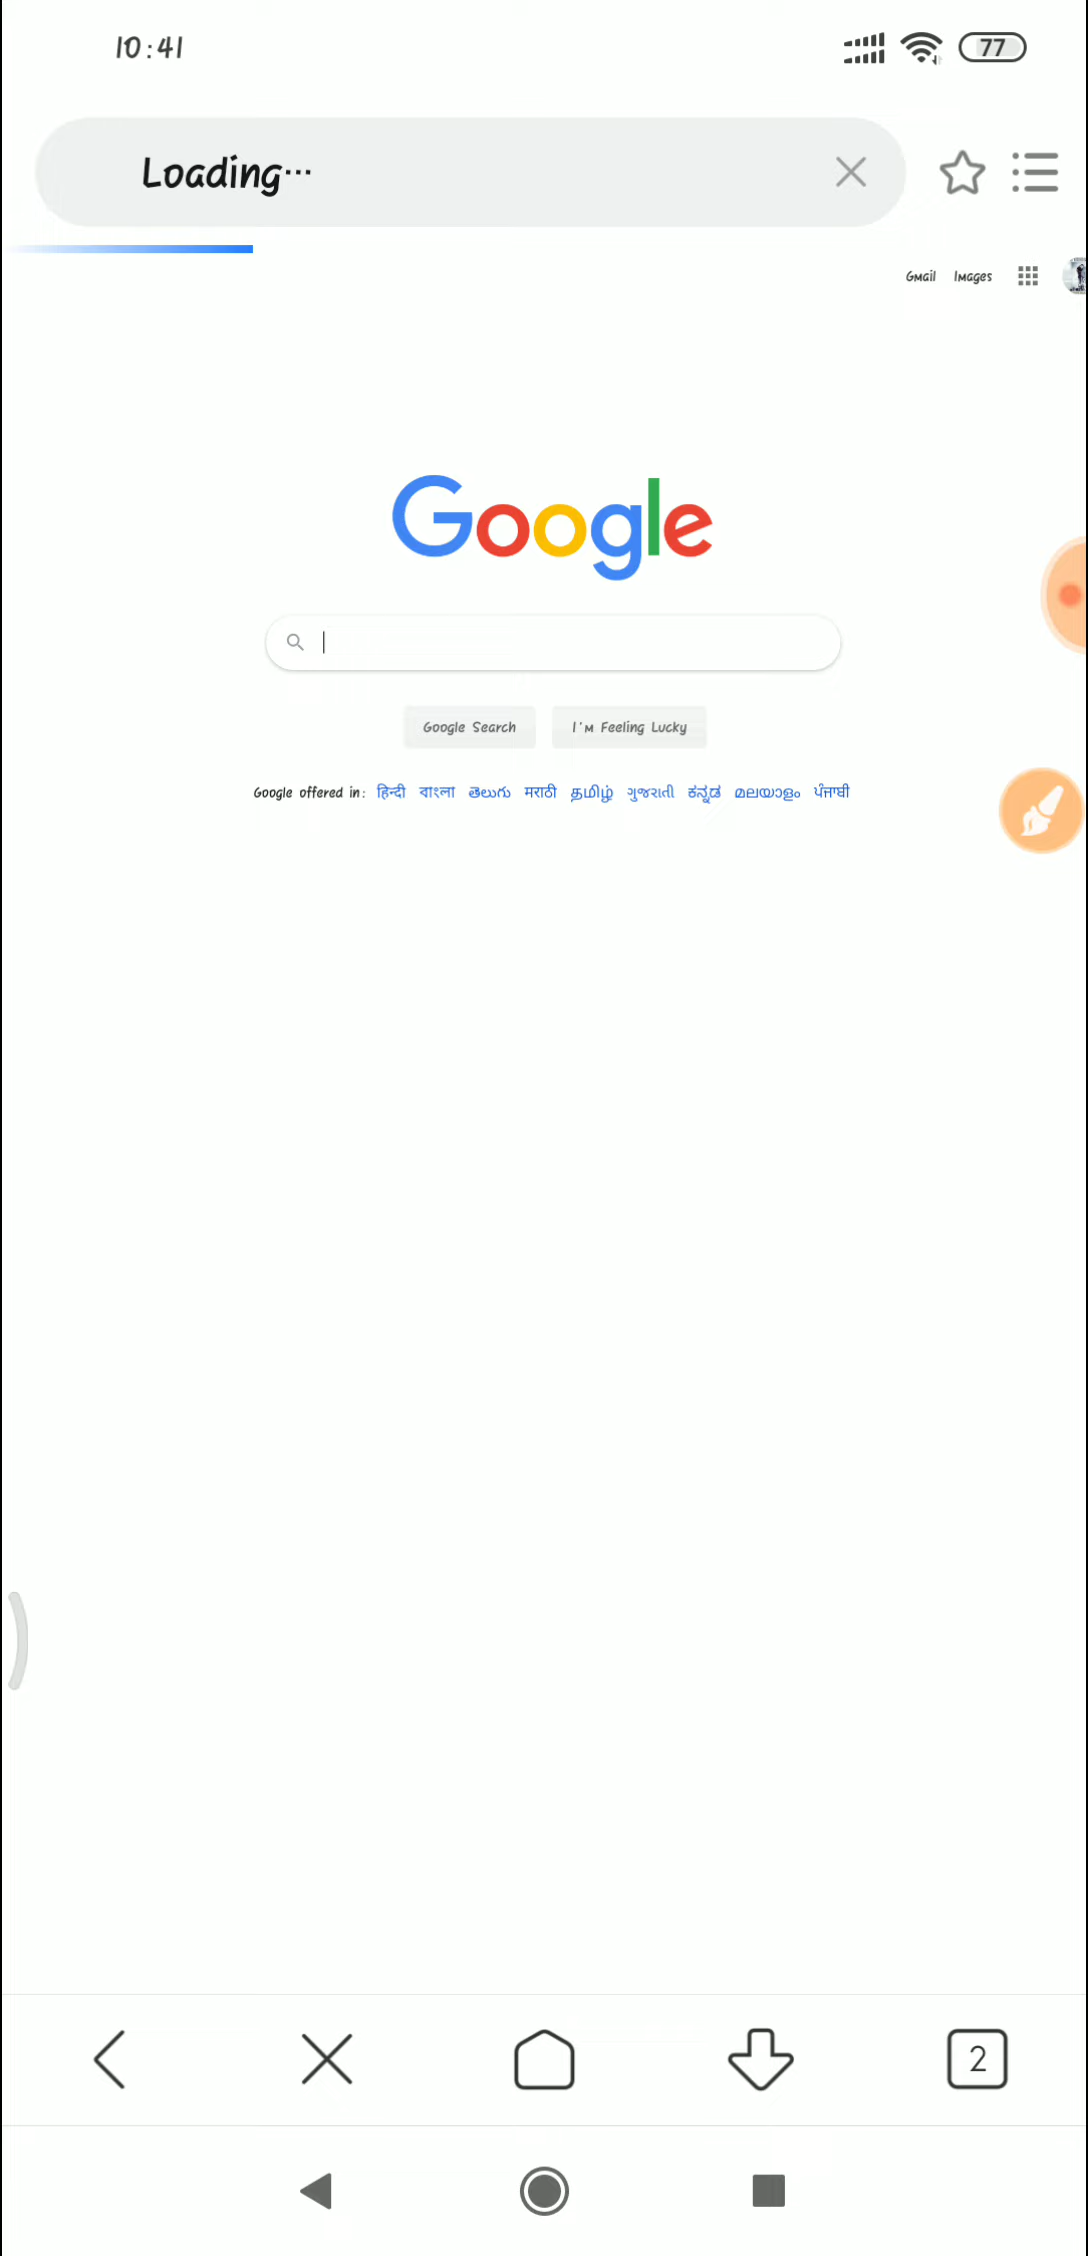 10:41
77
Loading...
Gmail Images
Google
Google Search I'm Feeling Lucky
Google offered in: हिन्दी বাংলা తెలుగు मराठी தமிழ் ગુજરાતી ಕನ್ನಡ മലയാളം ਪੰਜਾਬੀ
2